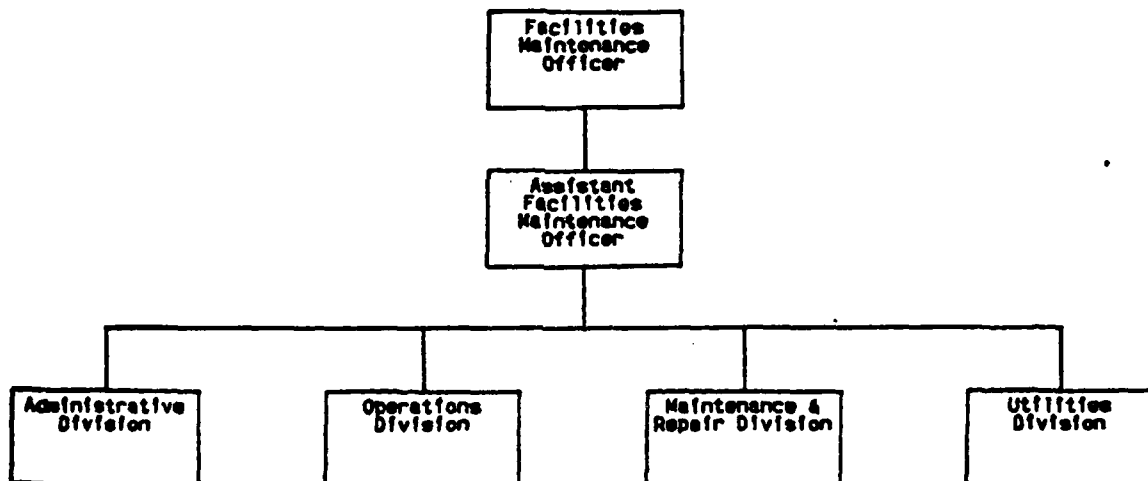 Facilities
Maintenance
Officer
Assistant
Facilities
Maintenance
Officer
Administrative
Division
Operations
Division
Maintenance &
Repair Division
Utilities
Division